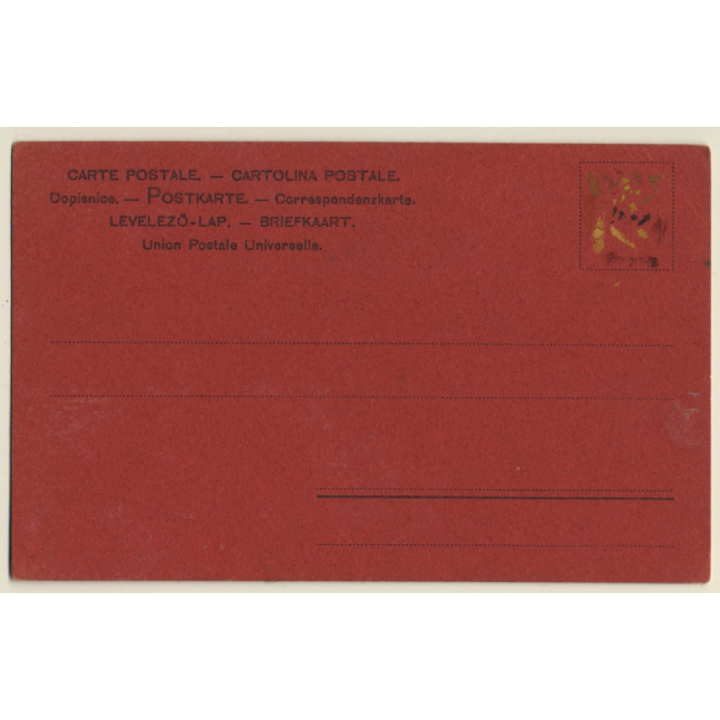 CARTE POSTALE. — CARTOLINA POSTALE.
Dopisnice. — POSTKARTE. — Correspondenzkarte.
LEVELEZŐ-LAP. — BRIEFKAART.
Union Postale Universelle.